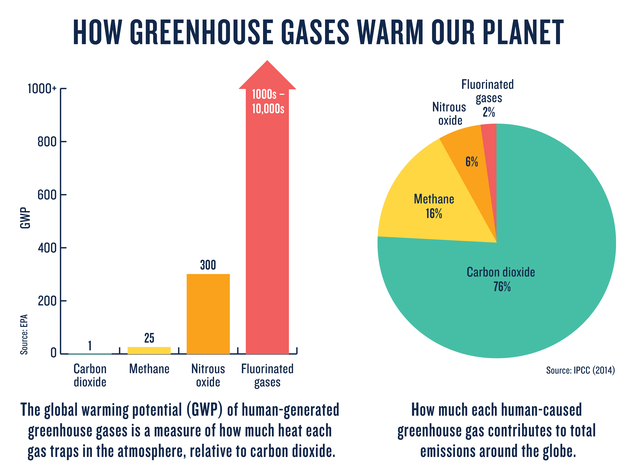 HOW GREENHOUSE GASES WARM OUR PLANET
1000+
800
600
400
200
0
GWP
Source: EPA
1
25
300
1000s –
10,000s
Carbon
dioxide
Methane
Nitrous
oxide
Fluorinated
gases
The global warming potential (GWP) of human-generated
greenhouse gases is a measure of how much heat each
gas traps in the atmosphere, relative to carbon dioxide.
Fluorinated
gases
2%
Nitrous
oxide
6%
Methane
16%
Carbon dioxide
76%
Source: IPCC (2014)
How much each human-caused
greenhouse gas contributes to total
emissions around the globe.